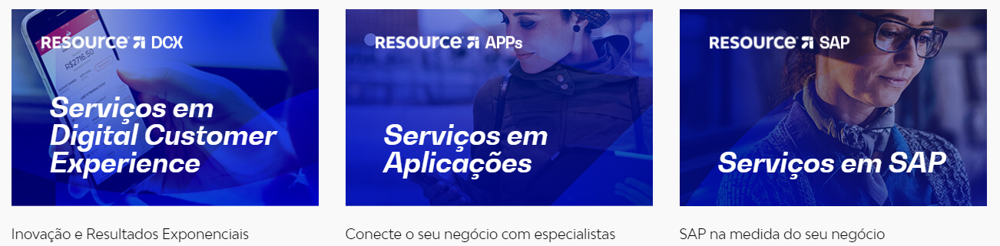 RESOURCE DCX
R$2716.50
Serviços em
Digital Customer
Experience
Inovação e Resultados Exponenciais
RESOURCE APPs
Serviços em
Aplicações
Conecte o seu negócio com especialistas
RESOURCE SAP
Serviços em SAP
SAP na medida do seu negócio